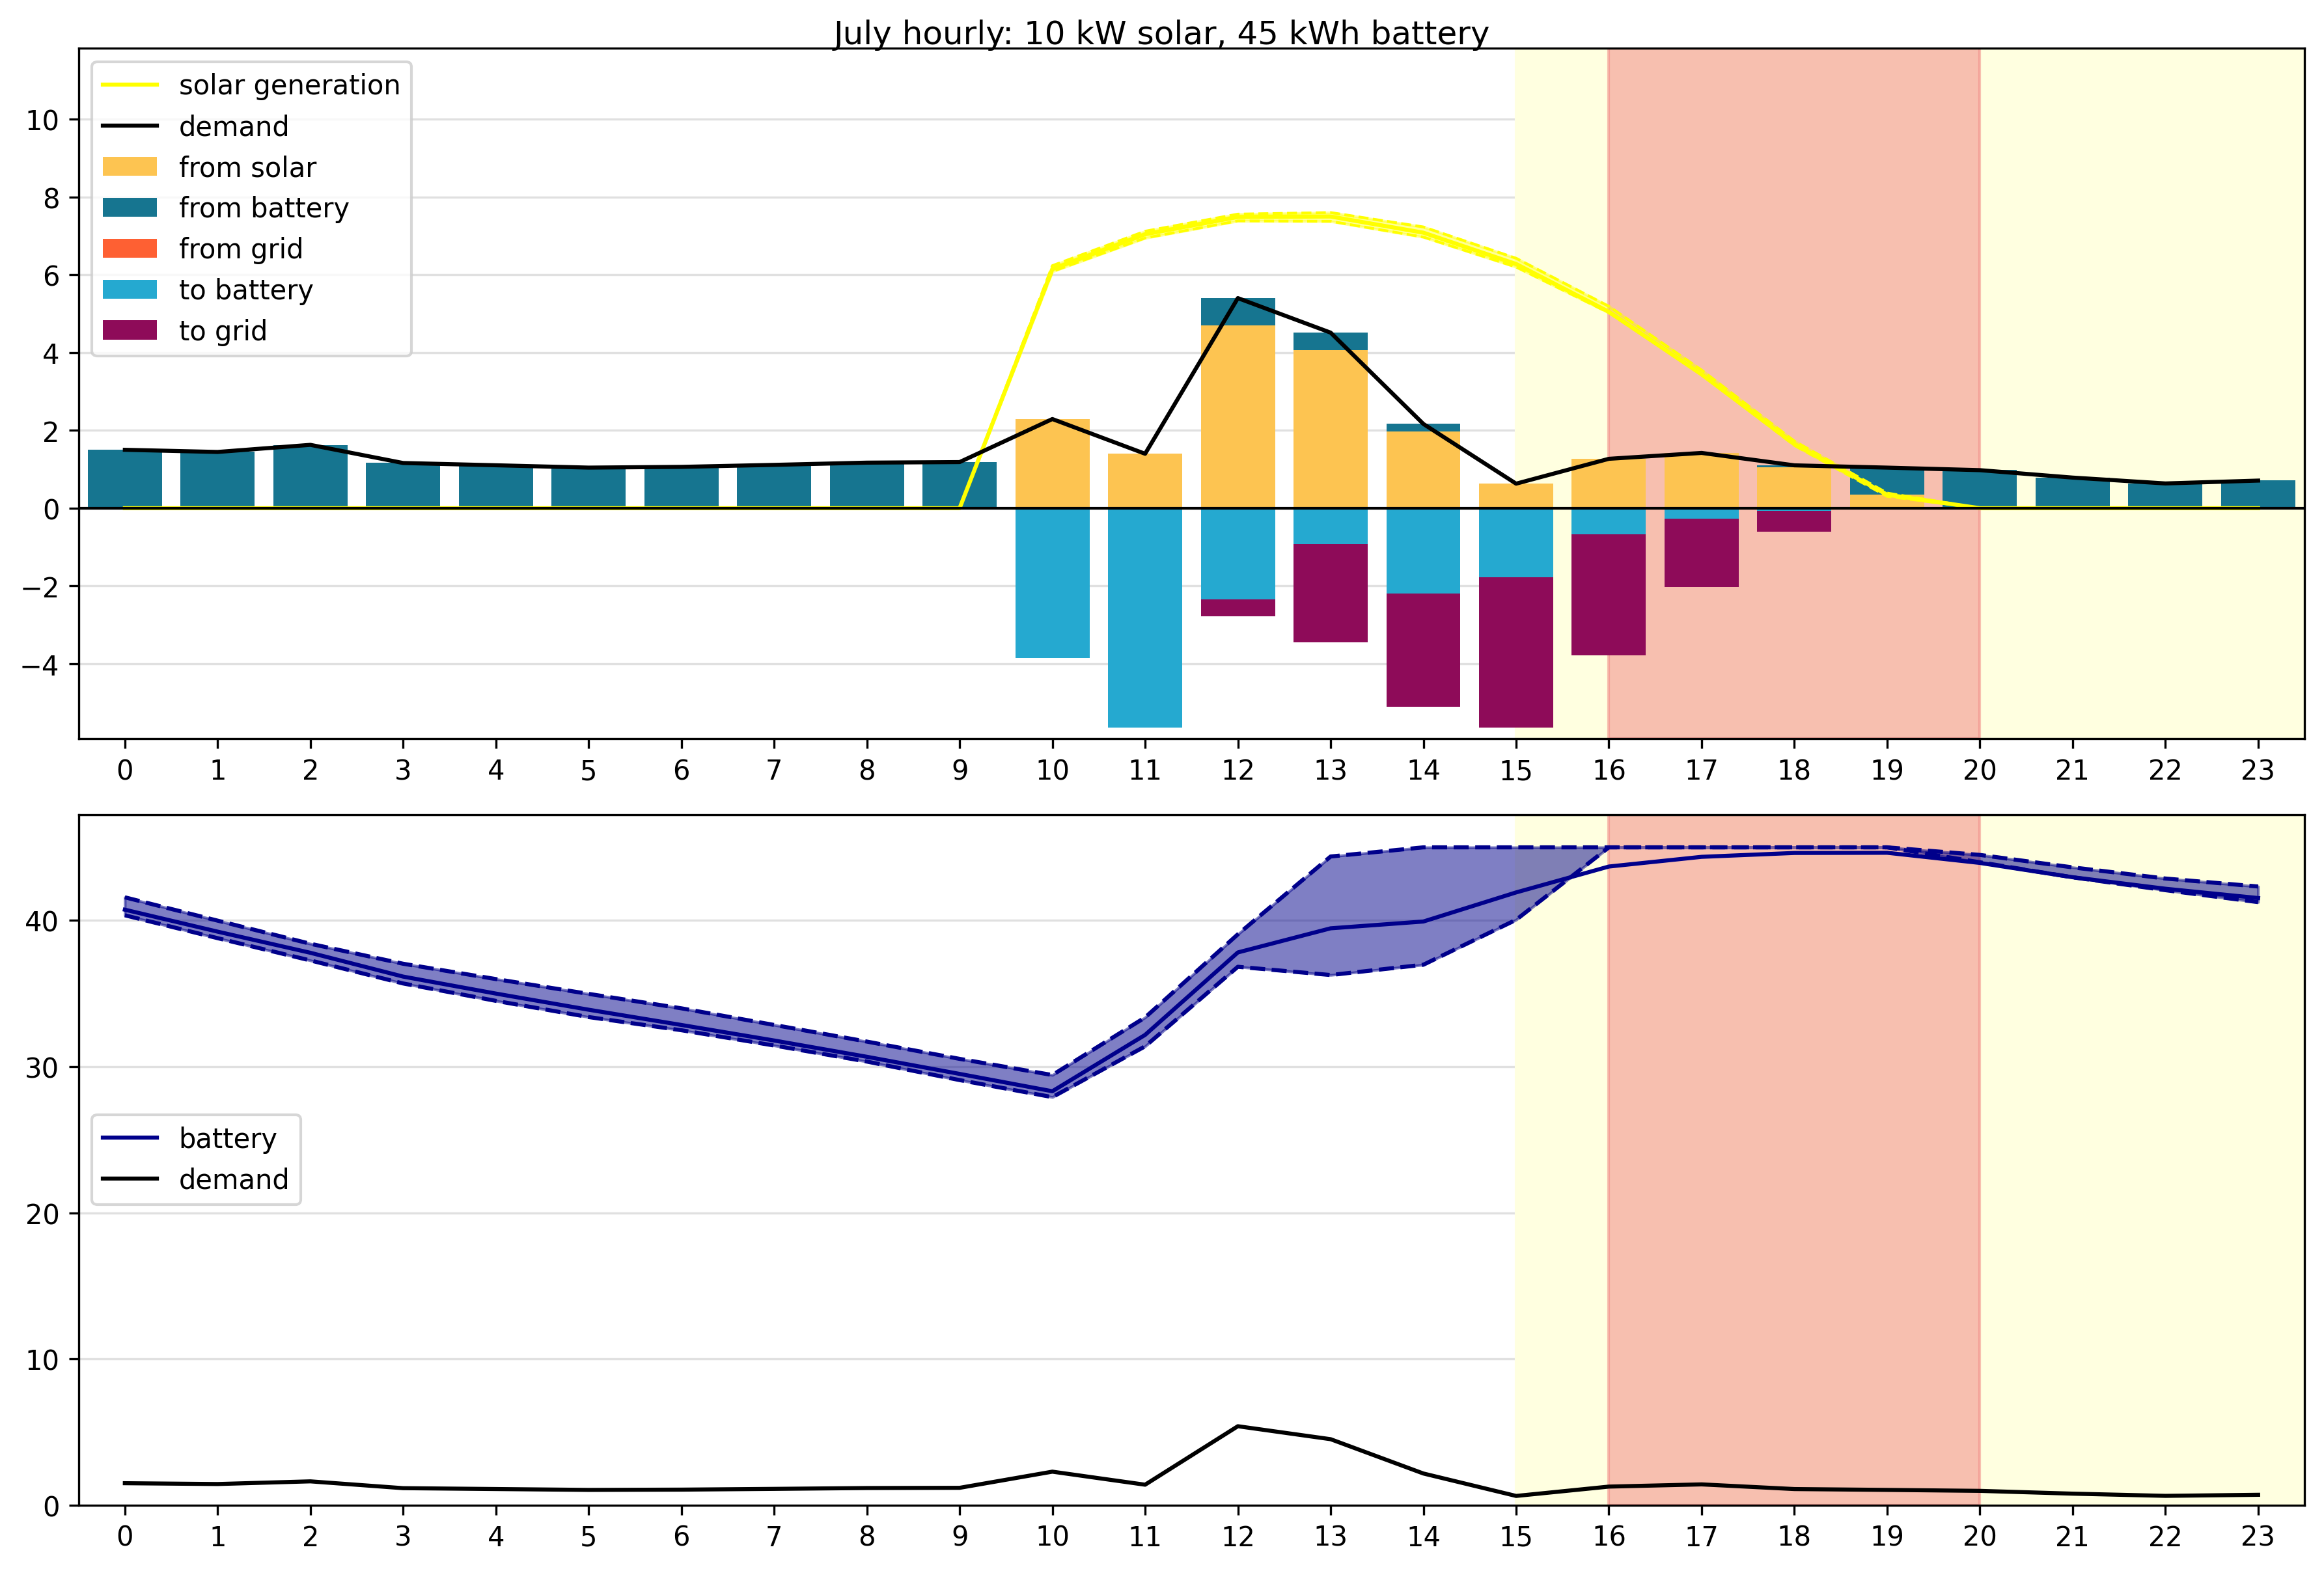 July hourly: 10 kW solar, 45 kWh battery
solar generation
demand
from solar
from battery
from grid
to battery
to grid
10
8
6
4
2
0
−2
−4
0 1 2 3 4 5 6 7 8 9 10 11 12 13 14 15 16 17 18 19 20 21 22 23
40
30
battery
demand
20
10
0
0 1 2 3 4 5 6 7 8 9 10 11 12 13 14 15 16 17 18 19 20 21 22 23